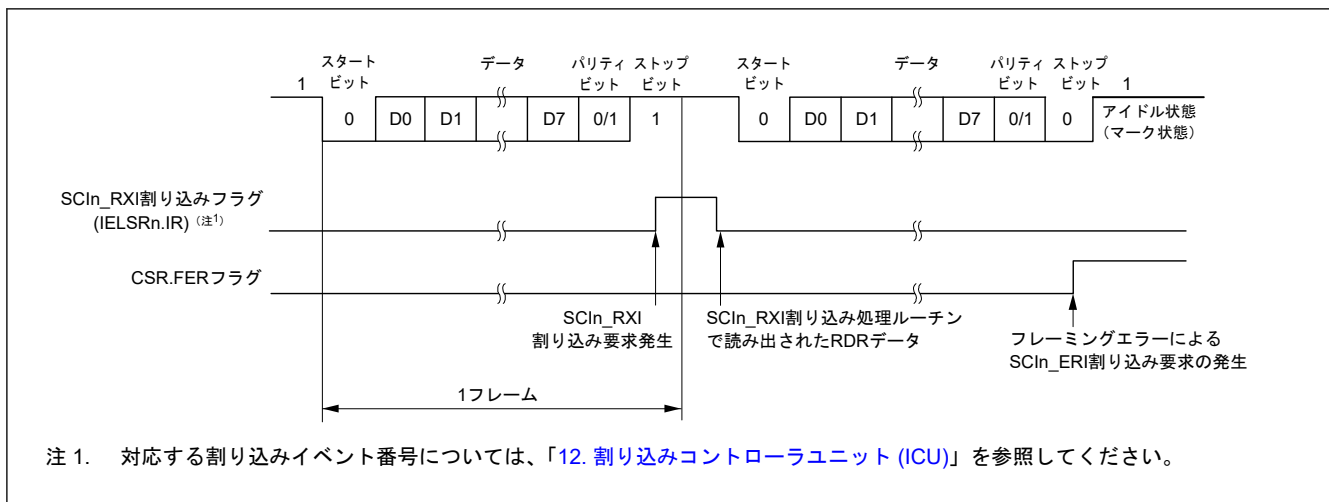 スタート データ パリティ ストップ スタート データ パリティ ストップ
1 ビット ビット ビット ビット ビット ビット 1
0 D0 D1 D7 0/1 1 0 D0 D1 D7 0/1 0 アイドル状態
(マーク状態)
SCIn_RXI割り込みフラグ
(IELSRn.IR) (注1)
CSR.FERフラグ
SCIn_RXI
割り込み要求発生
SCIn_RXI割り込み処理ルーチン
で読み出されたRDRデータ
フレーミングエラーによる
SCIn_ERI割り込み要求の発生
1フレーム
注 1. 対応する割り込みイベント番号については、「12. 割り込みコントローラユニット (ICU)」を参照してください。